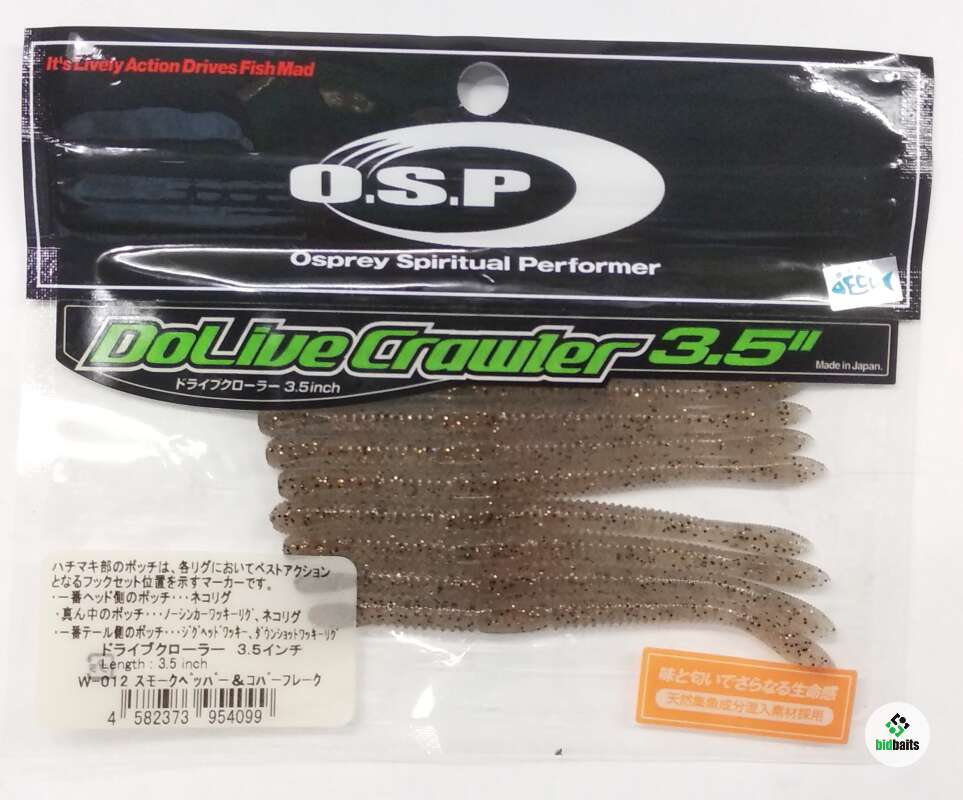 It's Lively Action Drives Fish Mad
O.S.P
Osprey Spiritual Performer
DoLive Crawler 3.5"
ドライブクローラー 3.5inch
Made in Japan.
ハチマキ部のポッチは、各リグにおいてベストアクション
となるフックセット位置を示すマーカーです。
・一番ヘッド側のポッチ･･･ネコリグ
・真ん中のポッチ･･･ノーシンカーワッキーリグ、ネコリグ
・一番テール側のポッチ･･･ジグヘッドワッキー、ダウンショットワッキーリグ
ドライブクローラー 3.5インチ
Length : 3.5 inch
W-012 スモークペッパー＆コパーフレーク
4 582373 954099
味と匂いでさらなる生命感
天然集魚成分混入素材採用
bidbaits